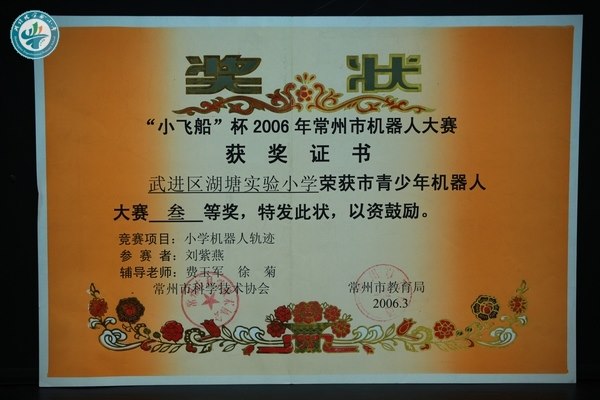 奖 状
“小飞船”杯2006年常州市机器人大赛
获奖证书
武进区湖塘实验小学荣获市青少年机器人
大赛 叁 等奖，特发此状，以资鼓励。
竞赛项目：小学机器人轨迹
参 赛 者：刘紫燕
辅导老师：费玉军 徐 菊
常州市科学技术协会 常州市教育局
2006.3